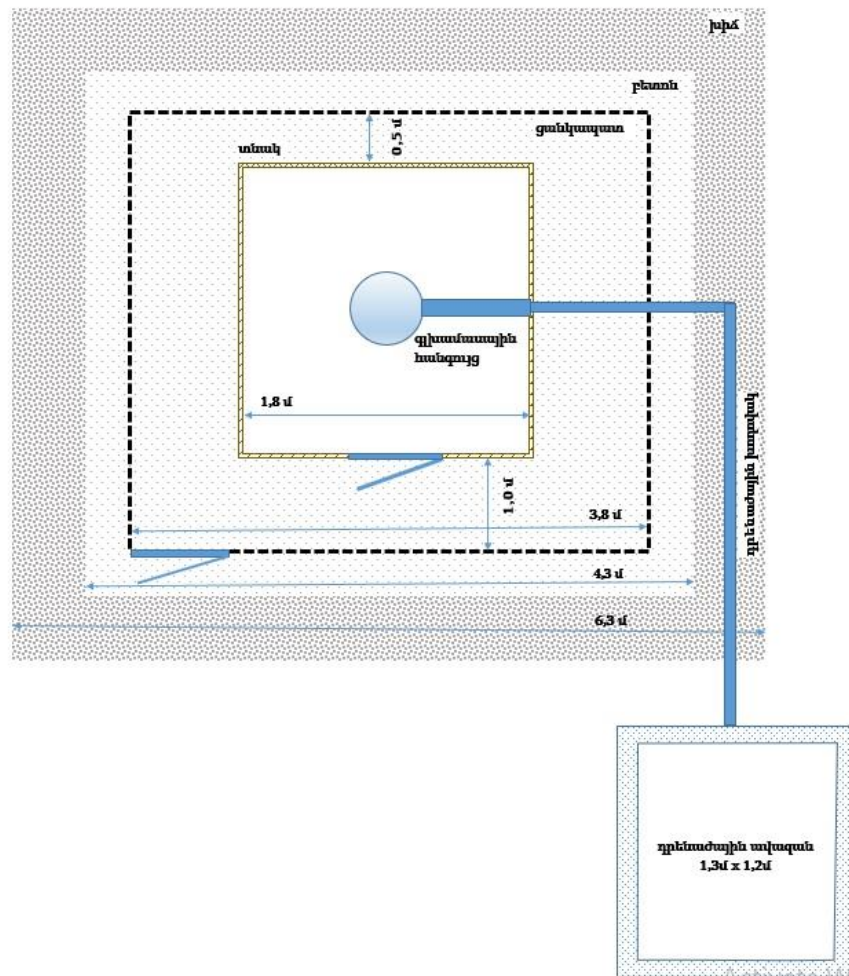 խիճ
բետոն
ցանկապատ
0,5 մ
տնակ
գլխամասային
հանգույց
1,8 մ
դրենաժային խողովակ
1,0 մ
3,8 մ
4,3 մ
6,3 մ
դրենաժային ավազան
1,3մ x 1,2մ